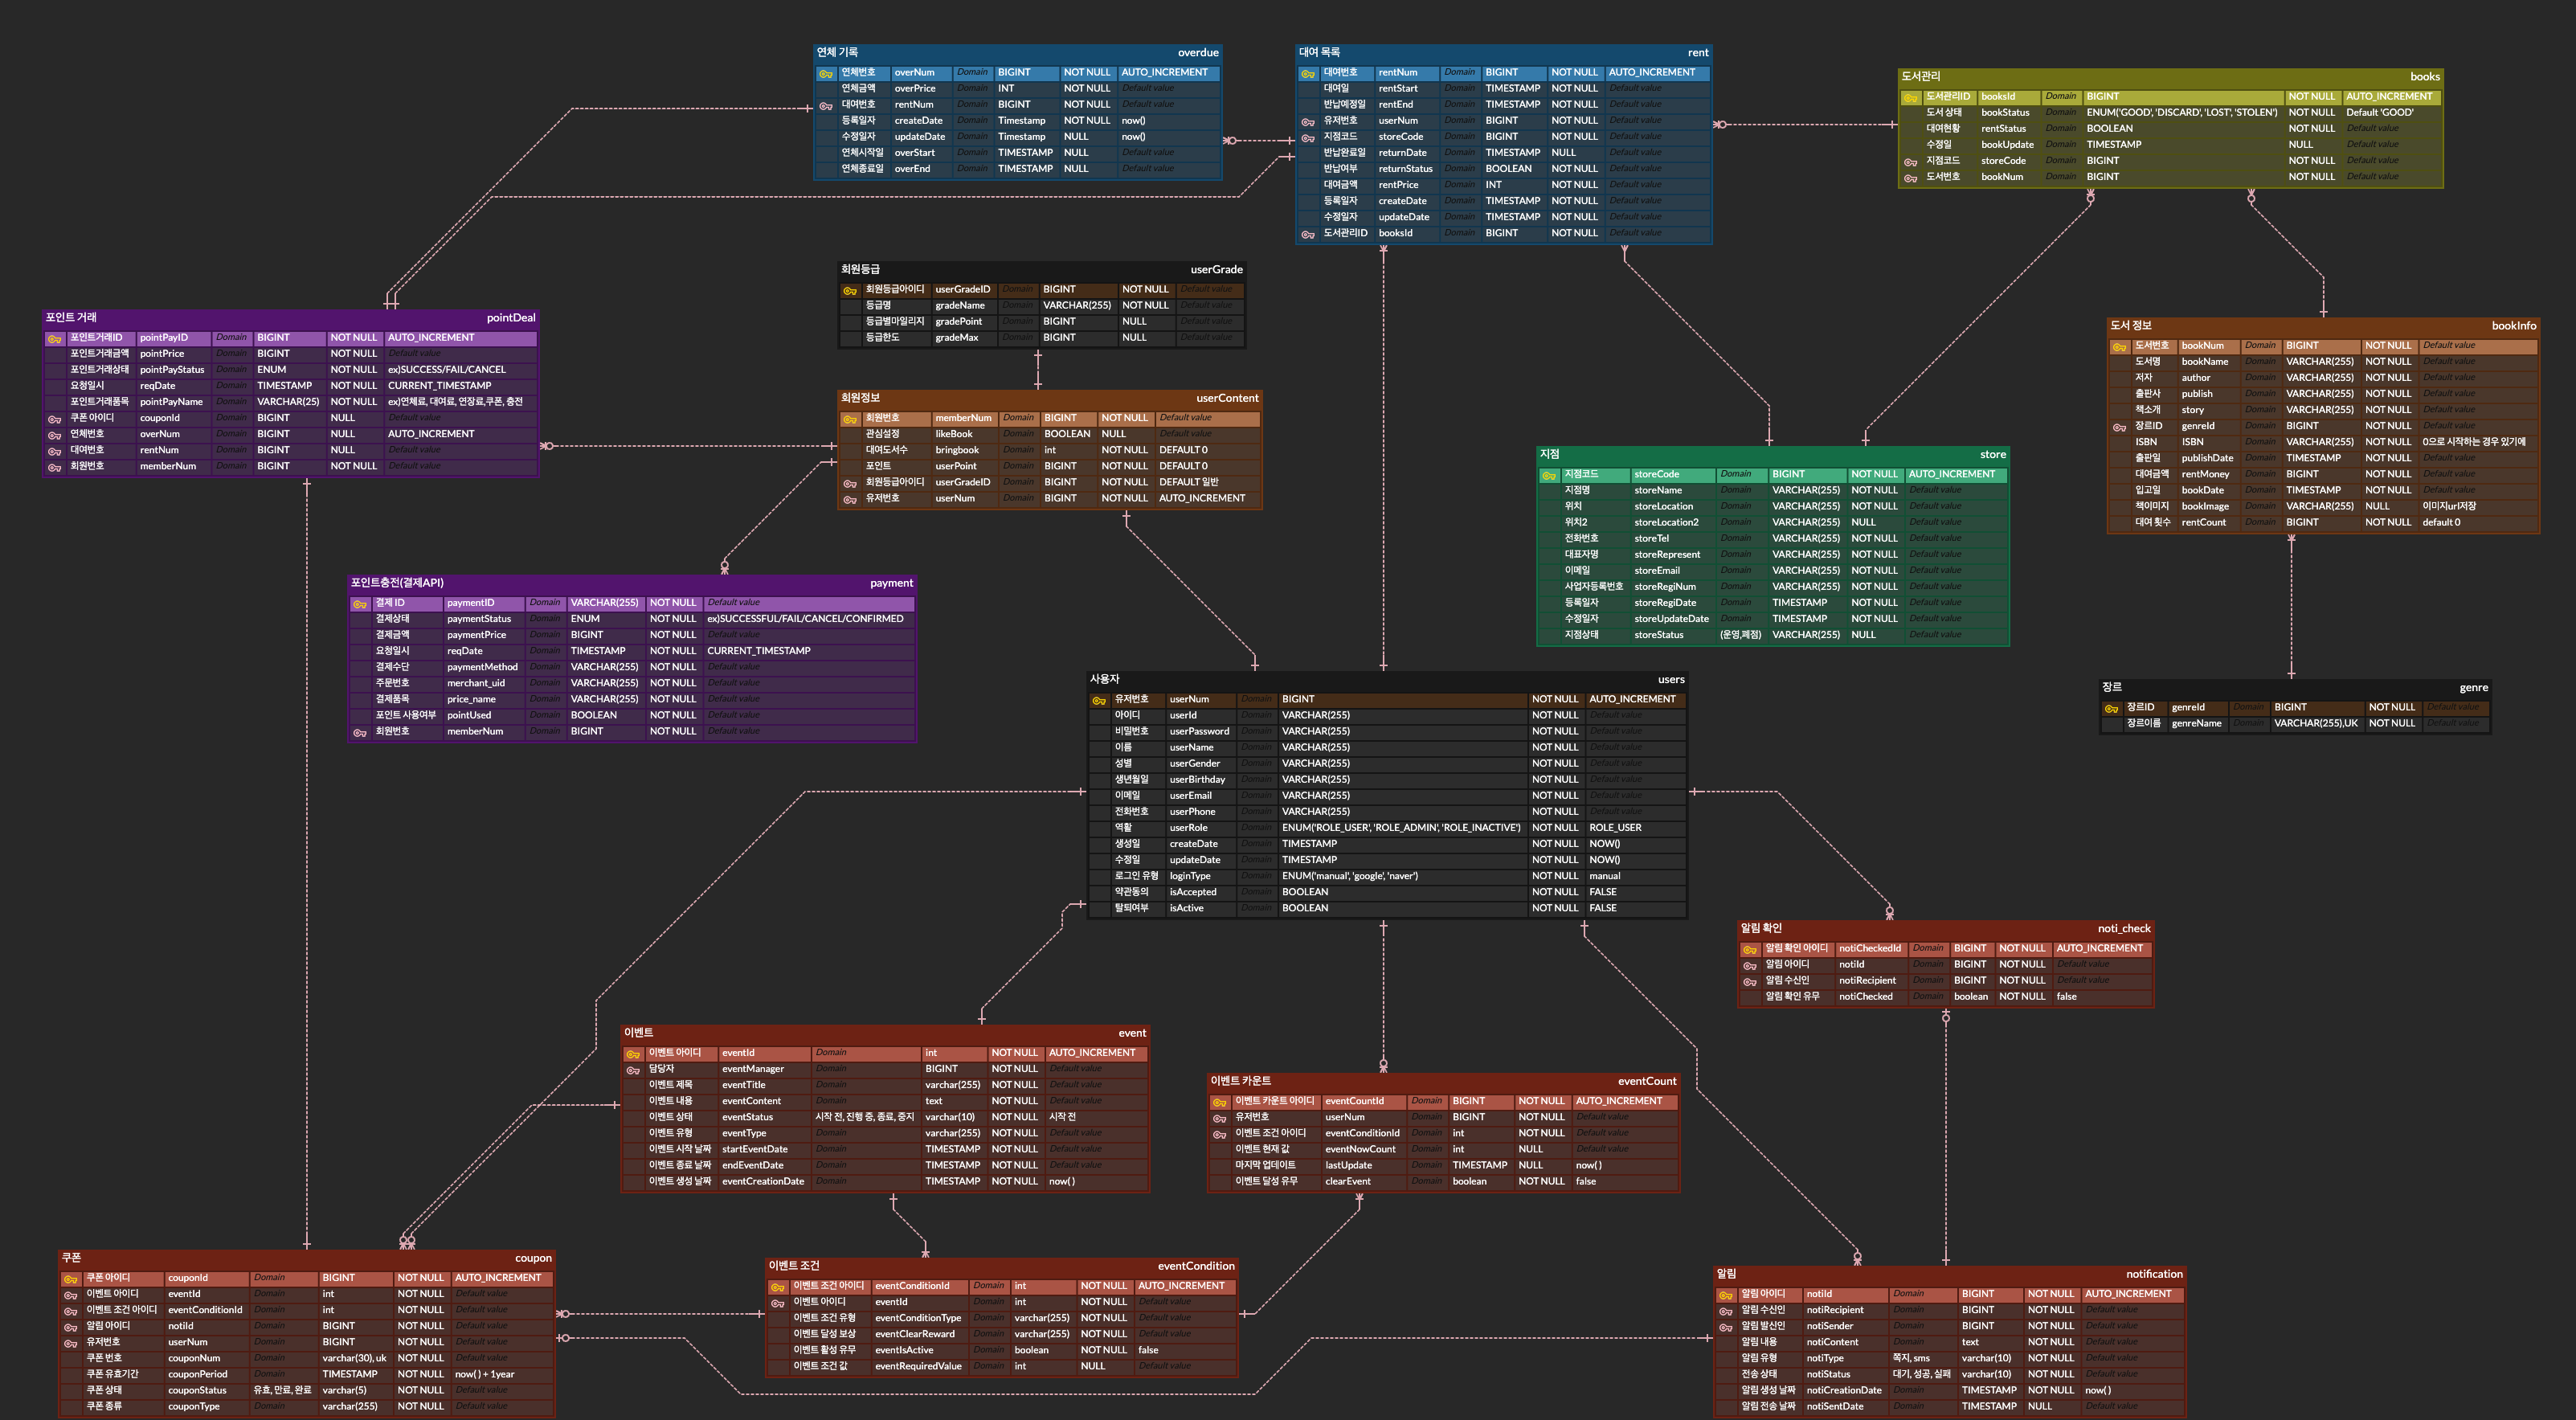 연체 기록 overdue
연체번호 overNum Domain BIGINT NOT NULL AUTO_INCREMENT
연체금액 overPrice Domain INT NOT NULL Default value
대여번호 rentNum Domain BIGINT NOT NULL Default value
등록일자 createDate Domain Timestamp NOT NULL now()
수정일자 updateDate Domain Timestamp NULL now()
연체시작일 overStart Domain TIMESTAMP NULL Default value
연체종료일 overEnd Domain TIMESTAMP NULL Default value
대여 목록 rent
대여번호 rentNum Domain BIGINT NOT NULL AUTO_INCREMENT
대여일 rentStart Domain TIMESTAMP NOT NULL Default value
반납예정일 rentEnd Domain TIMESTAMP NOT NULL Default value
유저번호 userNum Domain BIGINT NOT NULL Default value
지점코드 storeCode Domain BIGINT NOT NULL Default value
반납완료일 returnDate Domain TIMESTAMP NULL Default value
반납여부 returnStatus Domain BOOLEAN NOT NULL Default value
대여금액 rentPrice Domain INT NOT NULL Default value
등록일자 createDate Domain TIMESTAMP NOT NULL Default value
수정일자 updateDate Domain TIMESTAMP NOT NULL Default value
도서관리ID booksId Domain BIGINT NOT NULL Default value
도서관리 books
도서관리ID booksId Domain BIGINT NOT NULL AUTO_INCREMENT
도서 상태 bookStatus Domain ENUM('GOOD', 'DISCARD', 'LOST', 'STOLEN') NOT NULL Default 'GOOD'
대여현황 rentStatus Domain BOOLEAN NOT NULL Default value
수정일 bookUpdate Domain TIMESTAMP NULL Default value
지점코드 storeCode Domain BIGINT NOT NULL Default value
도서번호 bookNum Domain BIGINT NOT NULL Default value
회원등급 userGrade
회원등급아이디 userGradeID Domain BIGINT NOT NULL Default value
등급명 gradeName Domain VARCHAR(255) NOT NULL Default value
등급별마일리지 gradePoint Domain BIGINT NULL Default value
등급한도 gradeMax Domain BIGINT NULL Default value
포인트 거래 pointDeal
포인트거래ID pointPayID Domain BIGINT NOT NULL AUTO_INCREMENT
포인트거래금액 pointPrice Domain BIGINT NOT NULL Default value
포인트거래상태 pointPayStatus Domain ENUM NOT NULL ex)SUCCESS/FAIL/CANCEL
요청일시 reqDate Domain TIMESTAMP NOT NULL CURRENT_TIMESTAMP
포인트거래품목 pointPayName Domain VARCHAR(25) NOT NULL ex)연체료, 대여료, 연장료,쿠폰, 충전
쿠폰 아이디 couponId Domain BIGINT NULL Default value
연체번호 overNum Domain BIGINT NULL AUTO_INCREMENT
대여번호 rentNum Domain BIGINT NULL Default value
회원번호 memberNum Domain BIGINT NOT NULL Default value
회원정보 userContent
회원번호 memberNum Domain BIGINT NOT NULL Default value
관심설정 likeBook Domain BOOLEAN NULL Default value
대여도서수 bringbook Domain int NOT NULL DEFAULT 0
포인트 userPoint Domain BIGINT NOT NULL DEFAULT 0
회원등급아이디 userGradeID Domain BIGINT NOT NULL DEFAULT 일반
유저번호 userNum Domain BIGINT NOT NULL AUTO_INCREMENT
도서 정보 bookInfo
도서번호 bookNum Domain BIGINT NOT NULL Default value
도서명 bookName Domain VARCHAR(255) NOT NULL Default value
저자 author Domain VARCHAR(255) NOT NULL Default value
출판사 publish Domain VARCHAR(255) NOT NULL Default value
책소개 story Domain VARCHAR(255) NOT NULL Default value
장르ID genreId Domain BIGINT NOT NULL Default value
ISBN ISBN Domain VARCHAR(255) NOT NULL 0으로 시작하는 경우 있기에
출판일 publishDate Domain TIMESTAMP NOT NULL Default value
대여금액 rentMoney Domain BIGINT NOT NULL Default value
입고일 bookDate Domain TIMESTAMP NOT NULL Default value
책이미지 bookImage Domain VARCHAR(255) NULL 이미지url저장
대여 횟수 rentCount Domain BIGINT NOT NULL default 0
지점 store
지점코드 storeCode Domain BIGINT NOT NULL AUTO_INCREMENT
지점명 storeName Domain VARCHAR(255) NOT NULL Default value
위치 storeLocation Domain VARCHAR(255) NOT NULL Default value
위치2 storeLocation2 Domain VARCHAR(255) NULL Default value
전화번호 storeTel Domain VARCHAR(255) NOT NULL Default value
대표자명 storeRepresent Domain VARCHAR(255) NOT NULL Default value
이메일 storeEmail Domain VARCHAR(255) NOT NULL Default value
사업자등록번호 storeRegiNum Domain VARCHAR(255) NOT NULL Default value
등록일자 storeRegiDate Domain TIMESTAMP NOT NULL Default value
수정일자 storeUpdateDate Domain TIMESTAMP NOT NULL Default value
지점상태 storeStatus (운영,폐점) VARCHAR(255) NULL Default value
포인트충전(결제API) payment
결제 ID paymentID Domain VARCHAR(255) NOT NULL Default value
결제상태 paymentStatus Domain ENUM NOT NULL ex)SUCCESSFUL/FAIL/CANCEL/CONFIRMED
결제금액 paymentPrice Domain BIGINT NOT NULL Default value
요청일시 reqDate Domain TIMESTAMP NOT NULL CURRENT_TIMESTAMP
결제수단 paymentMethod Domain VARCHAR(255) NOT NULL Default value
주문번호 merchant_uid Domain VARCHAR(255) NOT NULL Default value
결제품목 price_name Domain VARCHAR(255) NOT NULL Default value
포인트 사용여부 pointUsed Domain BOOLEAN NOT NULL Default value
회원번호 memberNum Domain BIGINT NOT NULL Default value
사용자 users
유저번호 userNum Domain BIGINT NOT NULL AUTO_INCREMENT
아이디 userId Domain VARCHAR(255) NOT NULL Default value
비밀번호 userPassword Domain VARCHAR(255) NOT NULL Default value
이름 userName Domain VARCHAR(255) NOT NULL Default value
성별 userGender Domain VARCHAR(255) NOT NULL Default value
생년월일 userBirthday Domain VARCHAR(255) NOT NULL Default value
이메일 userEmail Domain VARCHAR(255) NOT NULL Default value
전화번호 userPhone Domain VARCHAR(255) NOT NULL Default value
역활 userRole Domain ENUM('ROLE_USER', 'ROLE_ADMIN', 'ROLE_INACTIVE') NOT NULL ROLE_USER
생성일 createDate Domain TIMESTAMP NOT NULL NOW()
수정일 updateDate Domain TIMESTAMP NOT NULL NOW()
로그인 유형 loginType Domain ENUM('manual', 'google', 'naver') NOT NULL manual
약관동의 isAccepted Domain BOOLEAN NOT NULL FALSE
탈퇴여부 isActive Domain BOOLEAN NOT NULL FALSE
장르 genre
장르ID genreId Domain BIGINT NOT NULL Default value
장르이름 genreName Domain VARCHAR(255),UK NOT NULL Default value
알림 확인 noti_check
알림 확인 아이디 notiCheckedId Domain BIGINT NOT NULL AUTO_INCREMENT
알림 아이디 notiId Domain BIGINT NOT NULL Default value
알림 수신인 notiRecipient Domain BIGINT NOT NULL Default value
알림 확인 유무 notiChecked Domain boolean NOT NULL false
이벤트 event
이벤트 아이디 eventId Domain int NOT NULL AUTO_INCREMENT
담당자 eventManager Domain BIGINT NOT NULL Default value
이벤트 제목 eventTitle Domain varchar(255) NOT NULL Default value
이벤트 내용 eventContent Domain text NOT NULL Default value
이벤트 상태 eventStatus 시작 전, 진행 중, 종료, 중지 varchar(10) NOT NULL 시작 전
이벤트 유형 eventType Domain varchar(255) NOT NULL Default value
이벤트 시작 날짜 startEventDate Domain TIMESTAMP NOT NULL Default value
이벤트 종료 날짜 endEventDate Domain TIMESTAMP NOT NULL Default value
이벤트 생성 날짜 eventCreationDate Domain TIMESTAMP NOT NULL now( )
이벤트 카운트 eventCount
이벤트 카운트 아이디 eventCountId Domain BIGINT NOT NULL AUTO_INCREMENT
유저번호 userNum Domain BIGINT NOT NULL Default value
이벤트 조건 아이디 eventConditionId Domain int NOT NULL Default value
이벤트 현재 값 eventNowCount Domain int NULL Default value
마지막 업데이트 lastUpdate Domain TIMESTAMP NULL now( )
이벤트 달성 유무 clearEvent Domain boolean NOT NULL false
쿠폰 coupon
쿠폰 아이디 couponId Domain BIGINT NOT NULL AUTO_INCREMENT
이벤트 아이디 eventId Domain int NOT NULL Default value
이벤트 조건 아이디 eventConditionId Domain int NOT NULL Default value
알림 아이디 notiId Domain BIGINT NOT NULL Default value
유저번호 userNum Domain BIGINT NOT NULL Default value
쿠폰 번호 couponNum Domain varchar(30), uk NOT NULL Default value
쿠폰 유효기간 couponPeriod Domain TIMESTAMP NOT NULL now( ) + 1year
쿠폰 상태 couponStatus 유효, 만료, 완료 varchar(5) NOT NULL Default value
쿠폰 종류 couponType Domain varchar(255) NOT NULL Default value
이벤트 조건 eventCondition
이벤트 조건 아이디 eventConditionId Domain int NOT NULL AUTO_INCREMENT
이벤트 아이디 eventId Domain int NOT NULL Default value
이벤트 조건 유형 eventConditionType Domain varchar(255) NOT NULL Default value
이벤트 달성 보상 eventClearReward Domain varchar(255) NOT NULL Default value
이벤트 활성 유무 eventIsActive Domain boolean NOT NULL false
이벤트 조건 값 eventRequiredValue Domain int NULL Default value
알림 notification
알림 아이디 notiId Domain BIGINT NOT NULL AUTO_INCREMENT
알림 수신인 notiRecipient Domain BIGINT NOT NULL Default value
알림 발신인 notiSender Domain BIGINT NOT NULL Default value
알림 내용 notiContent Domain text NOT NULL Default value
알림 유형 notiType 쪽지, sms varchar(10) NOT NULL Default value
전송 상태 notiStatus 대기, 성공, 실패 varchar(10) NOT NULL Default value
알림 생성 날짜 notiCreationDate Domain TIMESTAMP NOT NULL now( )
알림 전송 날짜 notiSentDate Domain TIMESTAMP NULL Default value